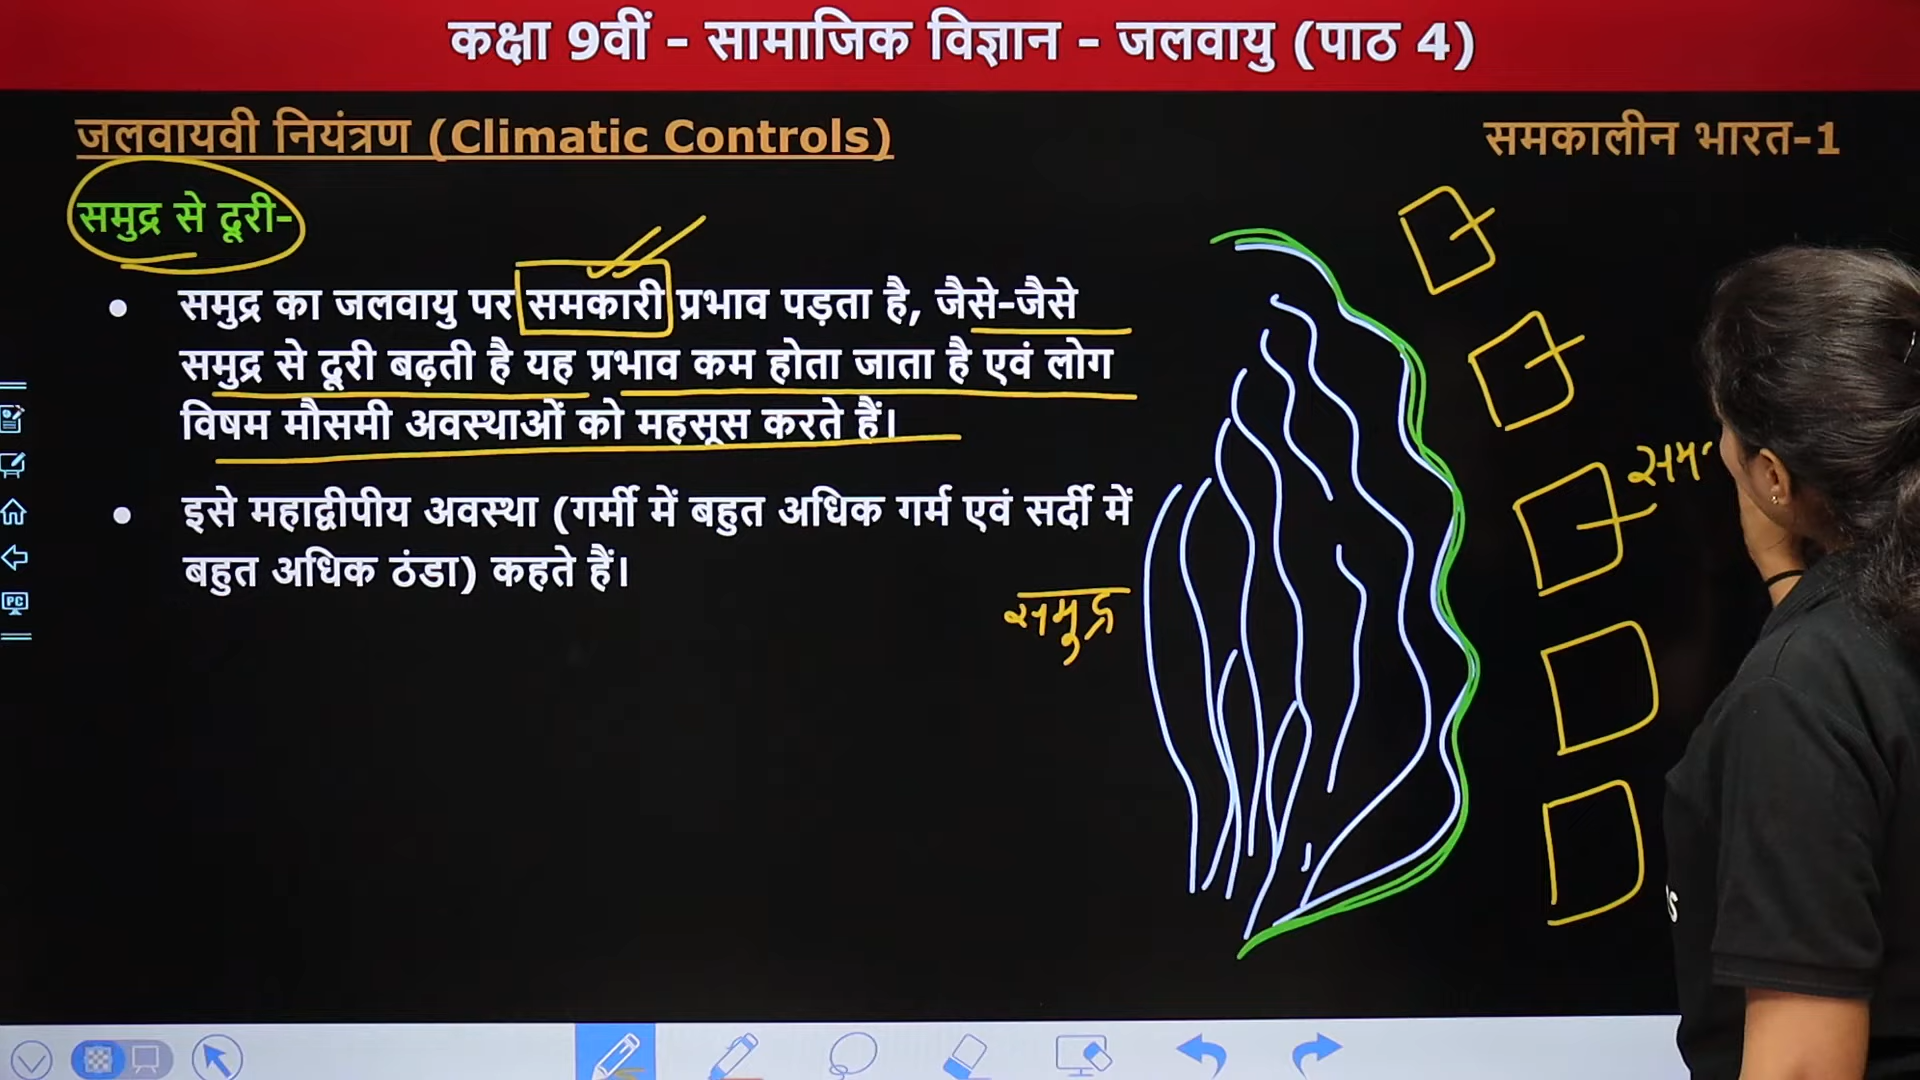 कक्षा 9वीं - सामाजिक विज्ञान - जलवायु (पाठ 4)
जलवायवी नियंत्रण (Climatic Controls)
समकालीन भारत-1
समुद्र से दूरी-
• समुद्र का जलवायु पर समकारी प्रभाव पड़ता है, जैसे-जैसे
समुद्र से दूरी बढ़ती है यह प्रभाव कम होता जाता है एवं लोग
विषम मौसमी अवस्थाओं को महसूस करते हैं।
• इसे महाद्वीपीय अवस्था (गर्मी में बहुत अधिक गर्म एवं सर्दी में
बहुत अधिक ठंडा) कहते हैं।
समुद्र
सम
PC